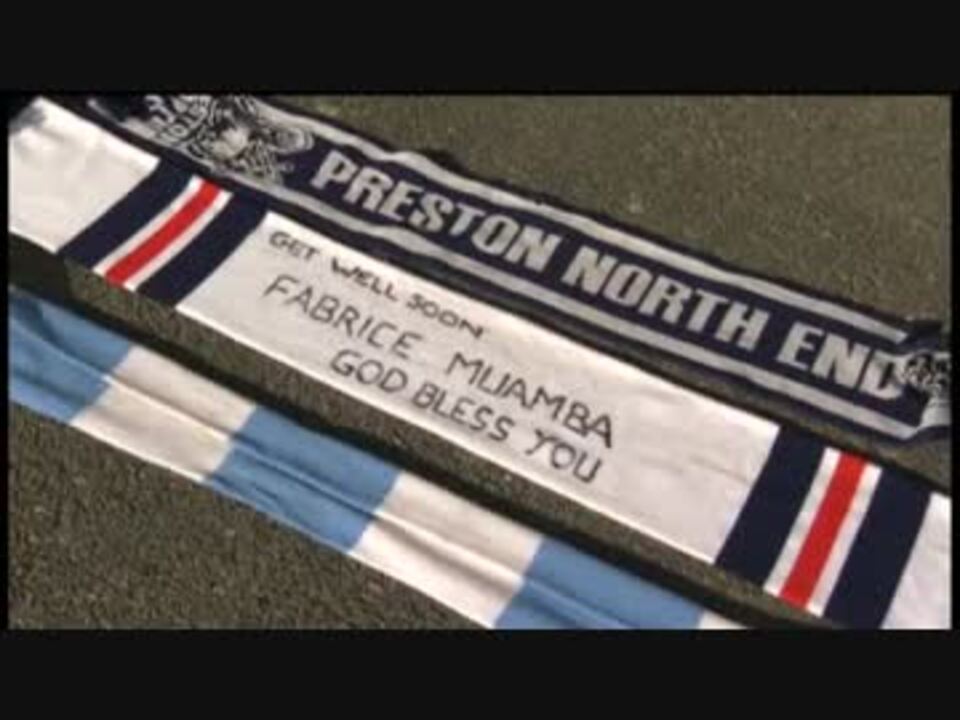 PRESTON NORTH END
GET WELL SOON
FABRICE MUAMBA
GOD BLESS YOU